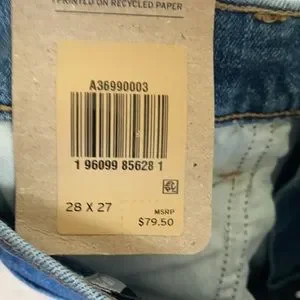 PRINTED ON RECYCLED PAPER
A36990003
1 96099 85628 1
28 X 27
MSRP
$79.50